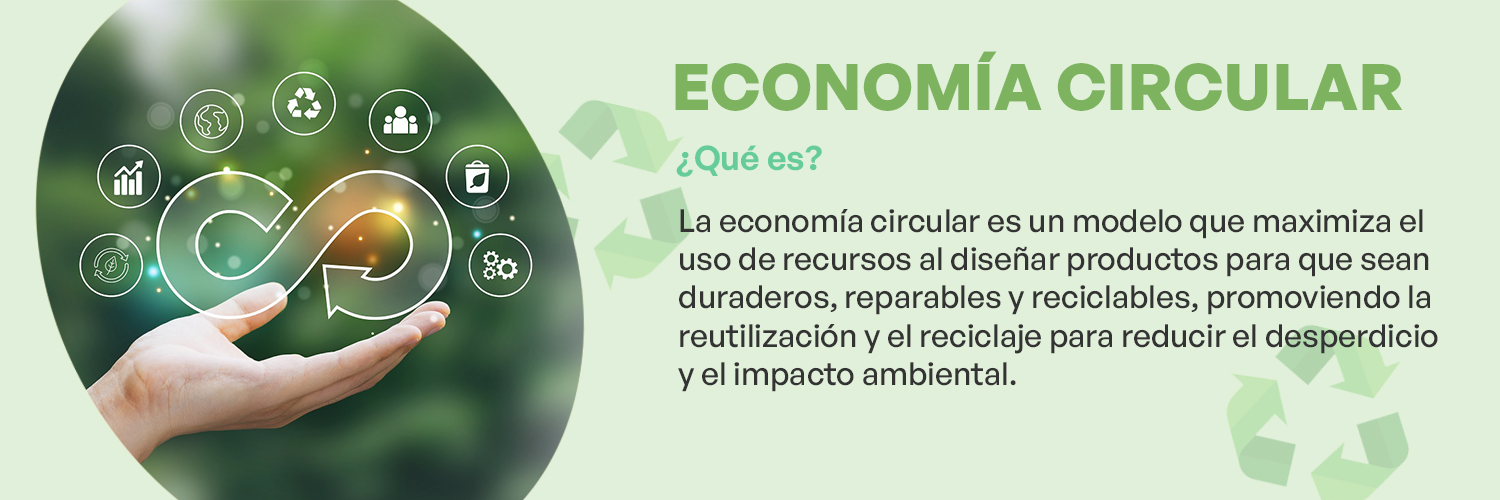 ECONOMÍA CIRCULAR
¿Qué es?
La economía circular es un modelo que maximiza el
uso de recursos al diseñar productos para que sean
duraderos, reparables y reciclables, promoviendo la
reutilización y el reciclaje para reducir el desperdicio
y el impacto ambiental.